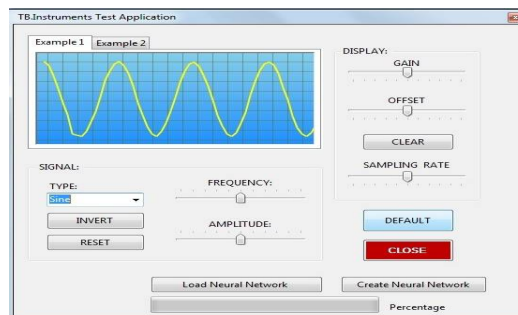 TB.Instruments Test Application
Example 1 Example 2
DISPLAY:
GAIN
OFFSET
CLEAR
SAMPLING RATE
SIGNAL:
TYPE:
Sine
INVERT
RESET
FREQUENCY:
AMPLITUDE:
DEFAULT
CLOSE
Load Neural Network Create Neural Network
Percentage